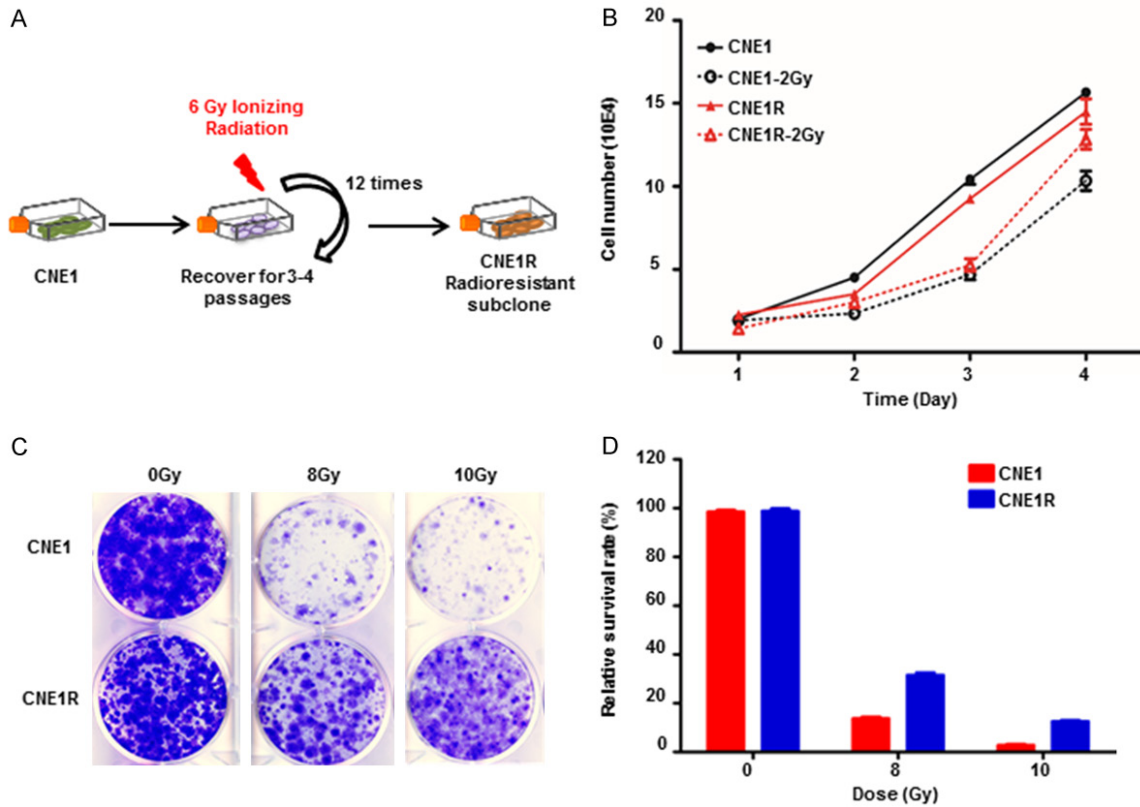 A
6 Gy Ionizing
Radiation
12 times
CNE1
Recover for 3-4
passages
CNE1R
Radioresistant
subclone
B
CNE1
CNE1-2Gy
CNE1R
CNE1R-2Gy
Cell number (10E4)
20
15
10
5
0
1 2 3 4
Time (Day)
C
0Gy 8Gy 10Gy
CNE1
CNE1R
D
CNE1
CNE1R
Relative survival rate (%)
120
100
80
60
40
20
0
0 8 10
Dose (Gy)